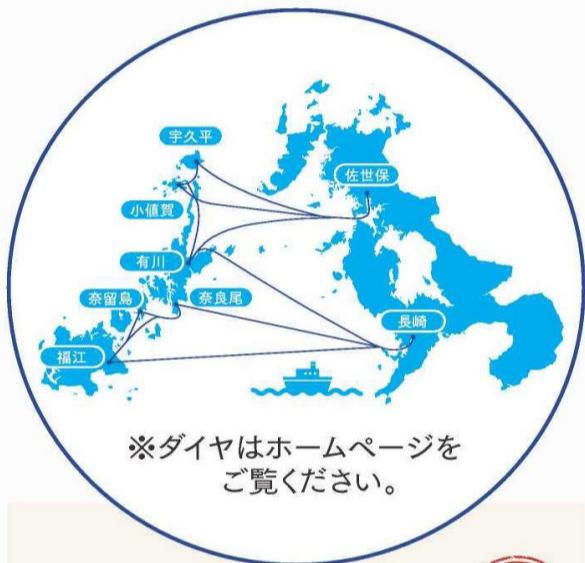 宇久平
佐世保
小値賀
有川
奈留島
奈良尾
長崎
福江
※ダイヤはホームページを
ご覧ください。